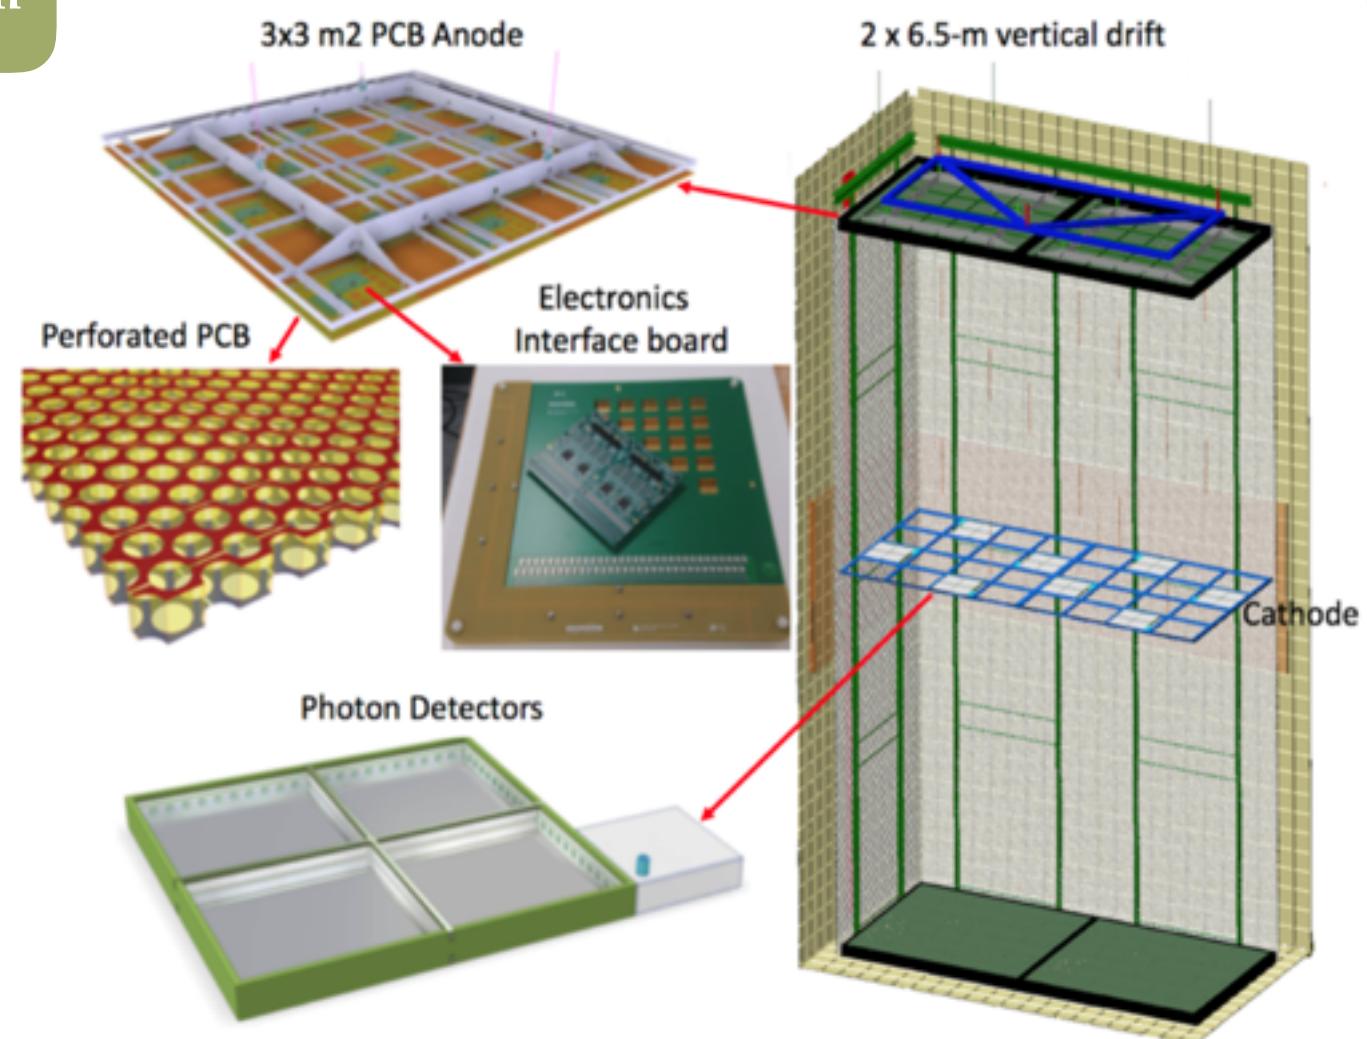 3x3 m2 PCB Anode
2 x 6.5-m vertical drift
Electronics
Interface board
Perforated PCB
Cathode
Photon Detectors